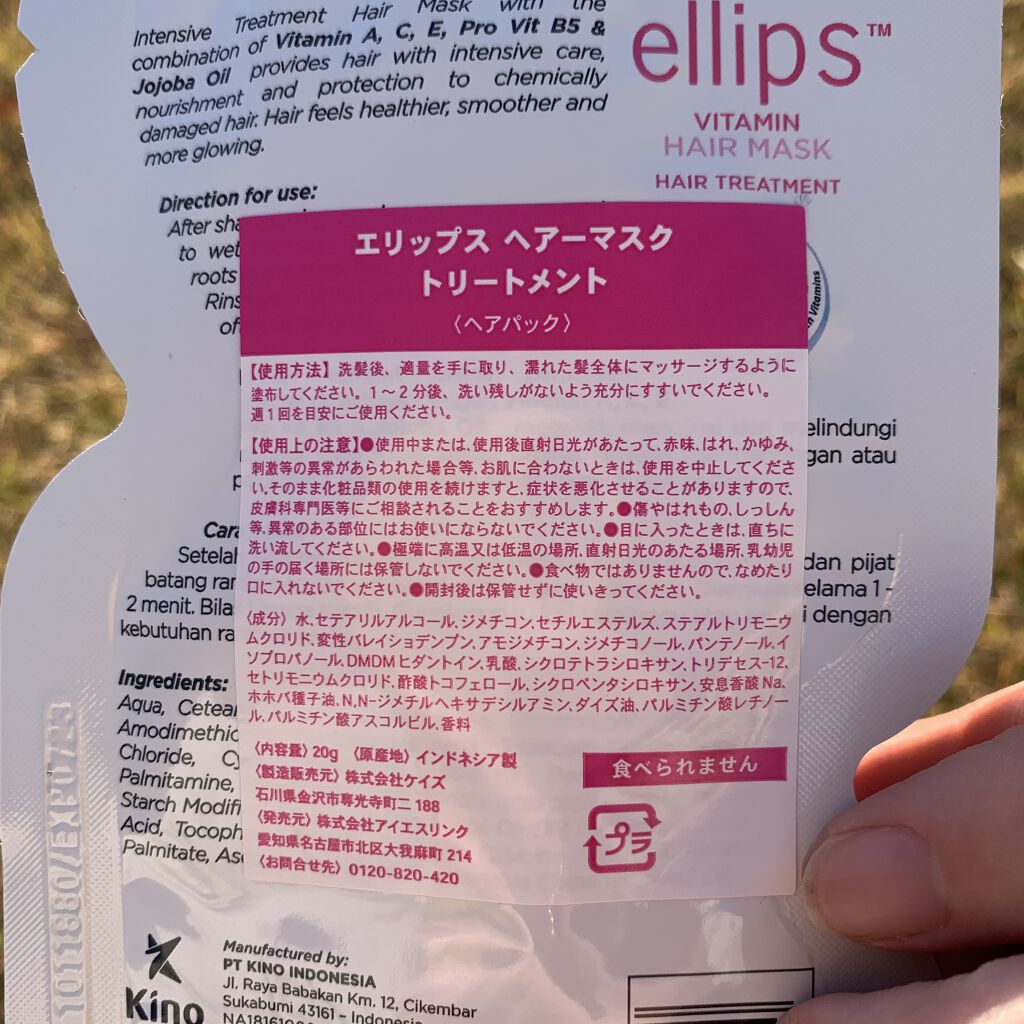 Intensive Treatment Hair Mask with the
combination of Vitamin A, C, E, Pro Vit B5 &
Jojoba Oil provides hair with intensive care,
nourishment and protection to chemically
damaged hair. Hair feels healthier, smoother and
more glowing.
ellips™
VITAMIN
HAIR MASK
HAIR TREATMENT
Direction for use:
After
to wet
roots
エリップス ヘアーマスク
トリートメント
〈ヘアパック〉
【使用方法】洗髪後、適量を手に取り、濡れた髪全体にマッサージするように
塗布してください。1〜2分後、洗い残しがないよう充分にすすいでください。
週1回を目安にご使用ください。
【使用上の注意】●使用中または、使用後直射日光があたって、赤味、はれ、かゆみ、
刺激等の異常があらわれた場合等、お肌に合わないときは、使用を中止してくださ
い。そのまま化粧品類の使用を続けますと、症状を悪化させることがありますので、
皮膚科専門医等にご相談されることをおすすめします。●傷やはれもの、しっしん
等、異常のある部位にはお使いにならないでください。●目に入ったときは、直ちに
洗い流してください。●極端に高温又は低温の場所、直射日光のあたる場所、乳幼児
の手の届く場所には保管しないでください。●食べ物ではありませんので、なめたり
口に入れないでください。●開封後は保管せずに使いきってください。
〈成分〉水、セテアリルアルコール、ジメチコン、セチルエステルズ、ステアルトリモニウ
ムクロリド、変性バレイショデンプン、アモジメチコン、ジメチコノール、パンテノール、イ
ソプロパノール、DMDMヒダントイン、乳酸、シクロテトラシロキサン、トリデセス-12、
セトリモニウムクロリド、酢酸トコフェロール、シクロペンタシロキサン、安息香酸Na、
ホホバ種子油、N,N-ジメチルヘキサデシルアミン、ダイズ油、パルミチン酸レチノー
ル、パルミチン酸アスコルビル、香料
〈内容量〉20g 〈原産地〉インドネシア製
〈製造販売元〉株式会社ケイズ
石川県金沢市専光寺町二 188
〈発売元〉株式会社アイエスリンク
愛知県名古屋市北区大我麻町 214
〈お問合せ先〉0120-820-420
食べられません
プラ
elindungi
gan atau
Setelah
dan pijat
batang
elama 1 -
2 menit. Bila
i dengan
kebutuhan
Ingredients:
Aqua,
Chloride,
Palmitamine,
Starch
Acid,
Palmitate,
1011880/EXP0723
Kino
Manufactured by:
PT KINO INDONESIA
Jl. Raya Babakan Km. 12, Cikembar
Sukabumi 43161 - Indonesia